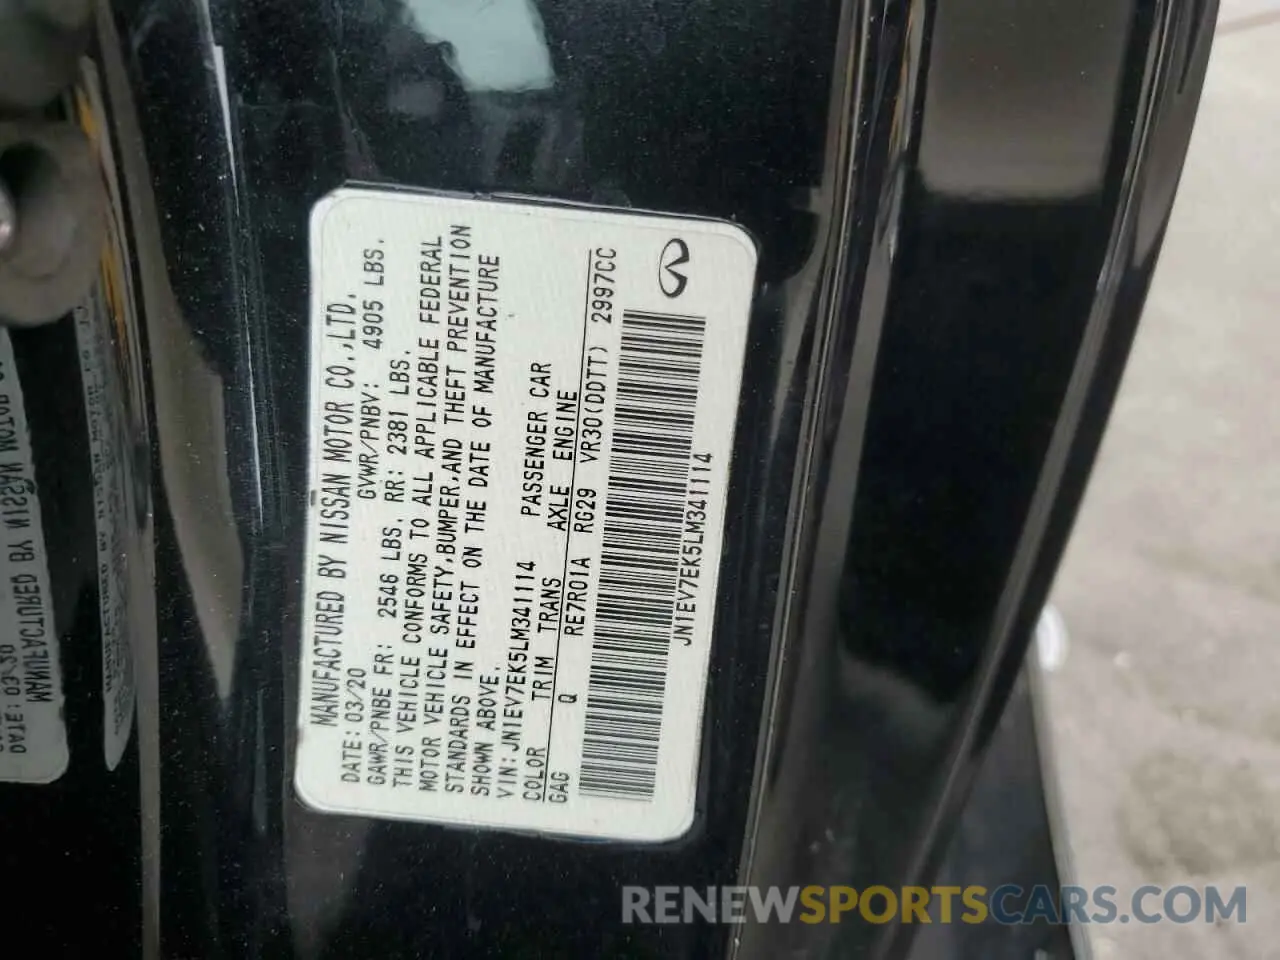 MANUFACTURED BY NISSAN MOTOR CO.,LTD.
DATE: 03/20 GVWR/PNBV: 4905 LBS.
GAWR/PNBE FR: 2546 LBS. RR: 2381 LBS.
THIS VEHICLE CONFORMS TO ALL APPLICABLE FEDERAL
MOTOR VEHICLE SAFETY,BUMPER,AND THEFT PREVENTION
STANDARDS IN EFFECT ON THE DATE OF MANUFACTURE
SHOWN ABOVE.
VIN: JN1EV7EK5LM341114 PASSENGER CAR
COLOR TRIM TRANS AXLE ENGINE
GAG Q RE7R01A RG29 VR30(DDTT) 2997CC
JN1EV7EK5LM341114
RENEWSPORTSCARS.COM